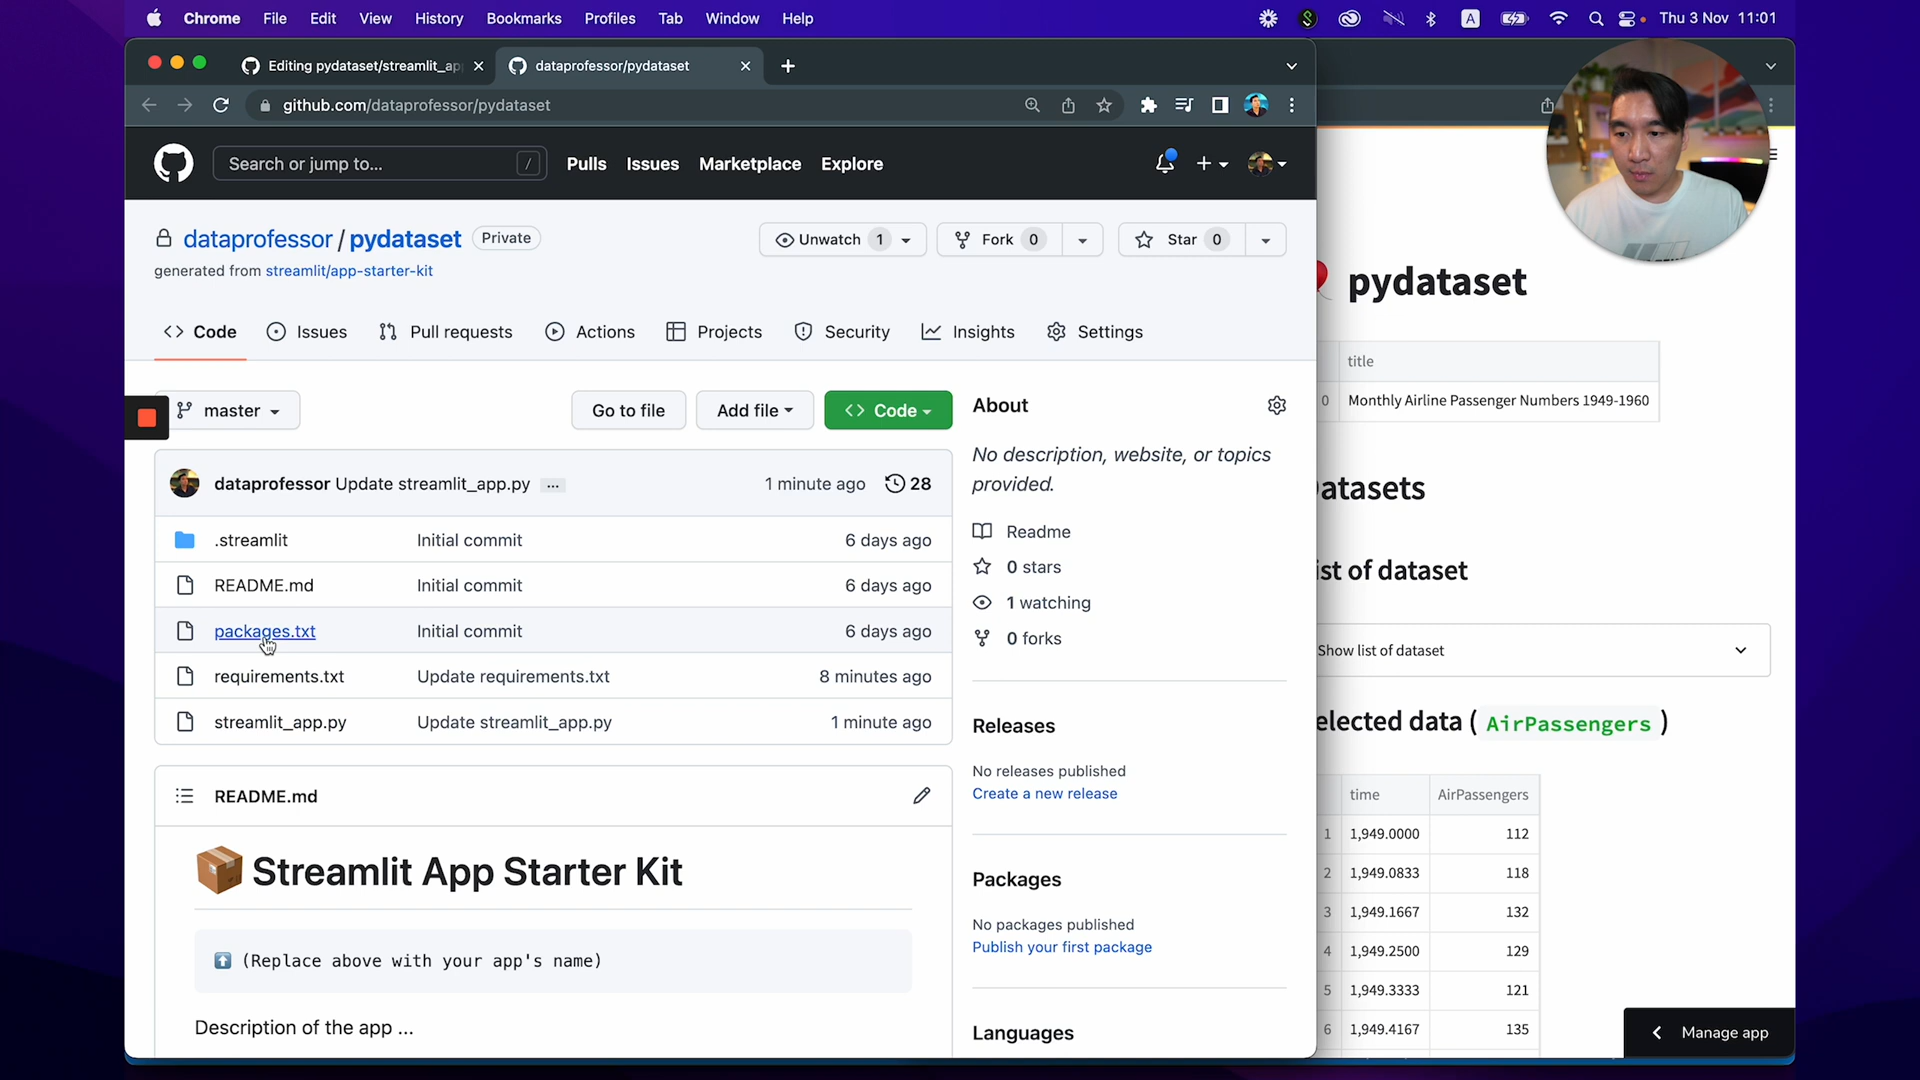 Chrome File Edit View History Bookmarks Profiles Tab Window Help
A Thu 3 Nov 11:01
Editing pydataset/streamlit_ap
dataprofessor/pydataset
github.com/dataprofessor/pydataset
Search or jump to... /
Pulls Issues Marketplace Explore
dataprofessor / pydataset Private
Unwatch 1 Fork 0 Star 0
generated from streamlit/app-starter-kit
Code Issues Pull requests Actions Projects Security Insights Settings
master Go to file Add file Code
dataprofessor Update streamlit_app.py ... 1 minute ago 28
.streamlit Initial commit 6 days ago
README.md Initial commit 6 days ago
packages.txt Initial commit 6 days ago
requirements.txt Update requirements.txt 8 minutes ago
streamlit_app.py Update streamlit_app.py 1 minute ago
README.md
Streamlit App Starter Kit
(Replace above with your app's name)
Description of the app ...
About
No description, website, or topics
provided.
Readme
0 stars
1 watching
0 forks
Releases
No releases published
Create a new release
Packages
No packages published
Publish your first package
Languages
pydataset
title
0 Monthly Airline Passenger Numbers 1949-1960
atasets
ist of dataset
Show list of dataset
elected data ( AirPassengers )
time AirPassengers
1 1,949.0000 112
2 1,949.0833 118
3 1,949.1667 132
4 1,949.2500 129
5 1,949.3333 121
6 1,949.4167 135
Manage app